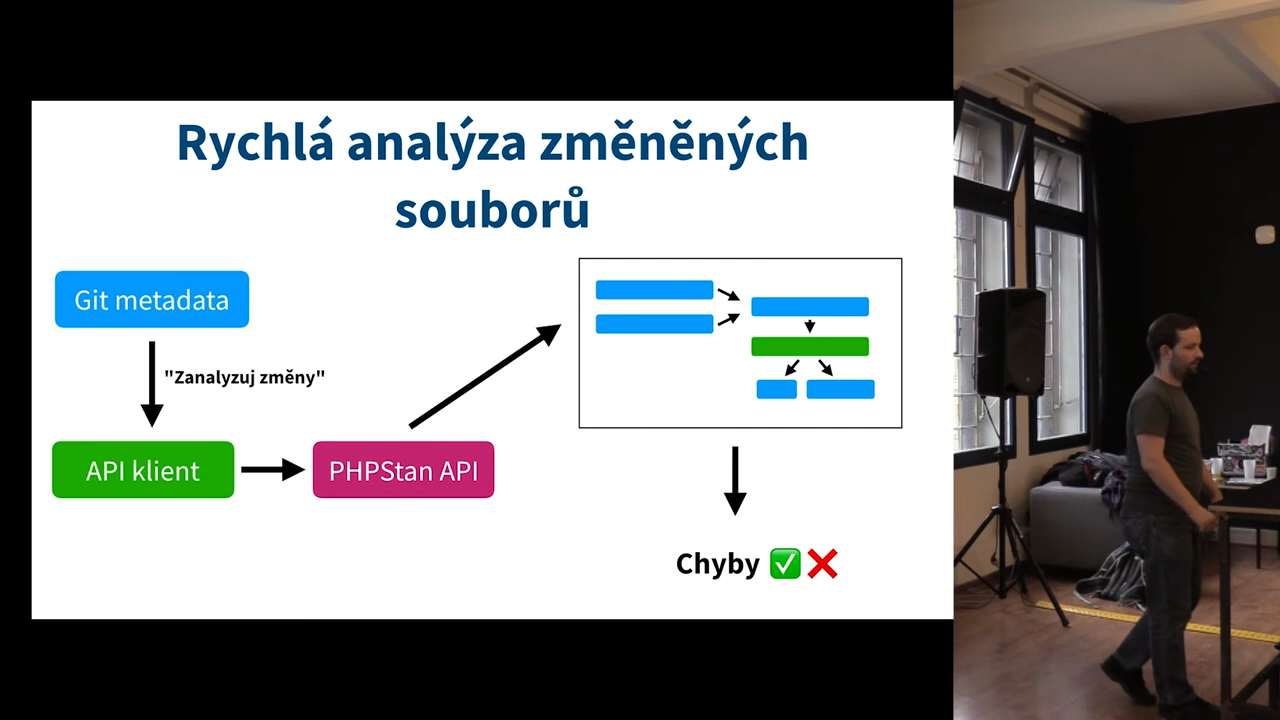 Rychlá analýza změněných
souborů
Git metadata
"Zanalyzuj změny"
API klient
PHPStan API
Chyby ✅❌